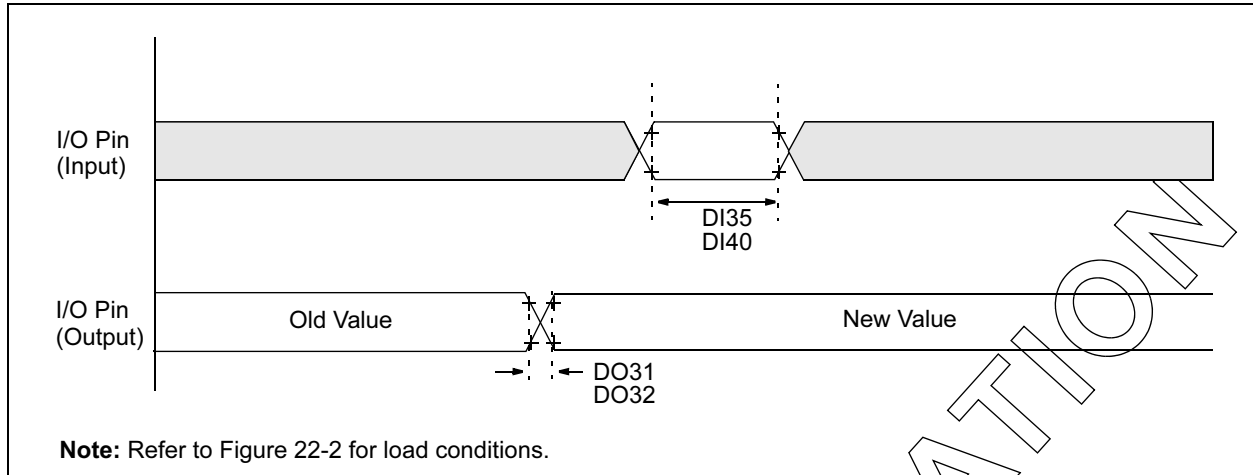 I/O Pin
(Input)
DI35
DI40
I/O Pin
(Output)
Old Value
New Value
DO31
DO32
Note: Refer to Figure 22-2 for load conditions.
ATION